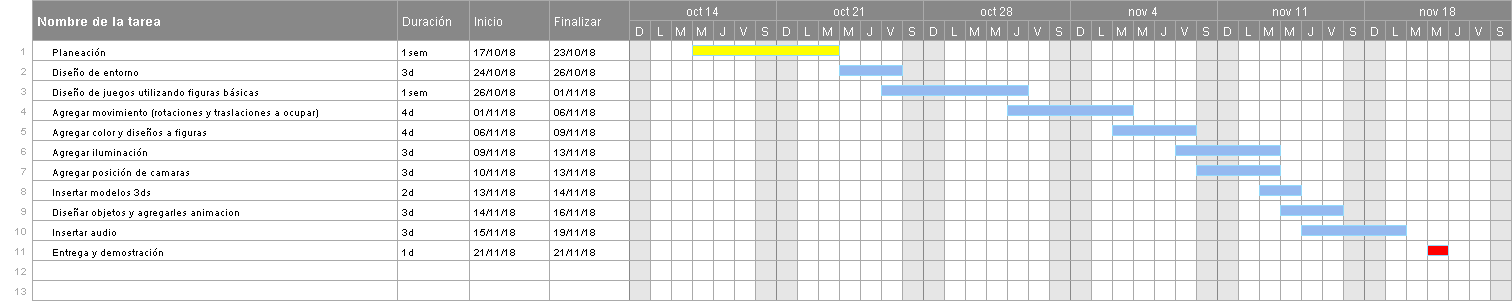 Nombre de la tarea Duración Inicio Finalizar oct 14 oct 21 oct 28 nov 4 nov 11 nov 18
D L M M J V S D L M M J V S D L M M J V S D L M M J V S D L M M J V S D L M M J V S
1 Planeación 1sem 17/10/18 23/10/18
2 Diseño de entorno 3d 24/10/18 26/10/18
3 Diseño de juegos utilizando figuras básicas 1sem 26/10/18 01/11/18
4 Agregar movimiento (rotaciones y traslaciones a ocupar) 4d 01/11/18 06/11/18
5 Agregar color y diseños a figuras 4d 06/11/18 09/11/18
6 Agregar iluminación 3d 09/11/18 13/11/18
7 Agregar posición de camaras 3d 10/11/18 13/11/18
8 Insertar modelos 3ds 2d 13/11/18 14/11/18
9 Diseñar objetos y agregarles animacion 3d 14/11/18 16/11/18
10 Insertar audio 3d 15/11/18 19/11/18
11 Entrega y demostración 1d 21/11/18 21/11/18
12
13